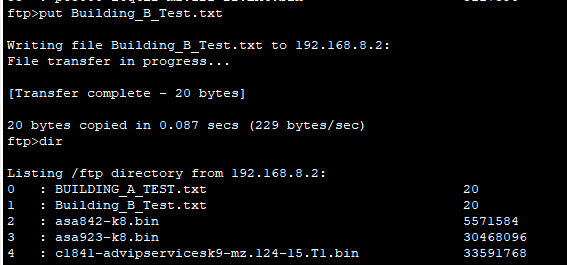 ftp>put Building_B_Test.txt
Writing file Building_B_Test.txt to 192.168.8.2:
File transfer in progress...
[Transfer complete - 20 bytes]
20 bytes copied in 0.087 secs (229 bytes/sec)
ftp>dir
Listing /ftp directory from 192.168.8.2:
0 : BUILDING_A_TEST.txt 20
1 : Building_B_Test.txt 20
2 : asa842-k8.bin 5571584
3 : asa923-k8.bin 30468096
4 : c1841-advipservicesk9-mz.124-15.T1.bin 33591768